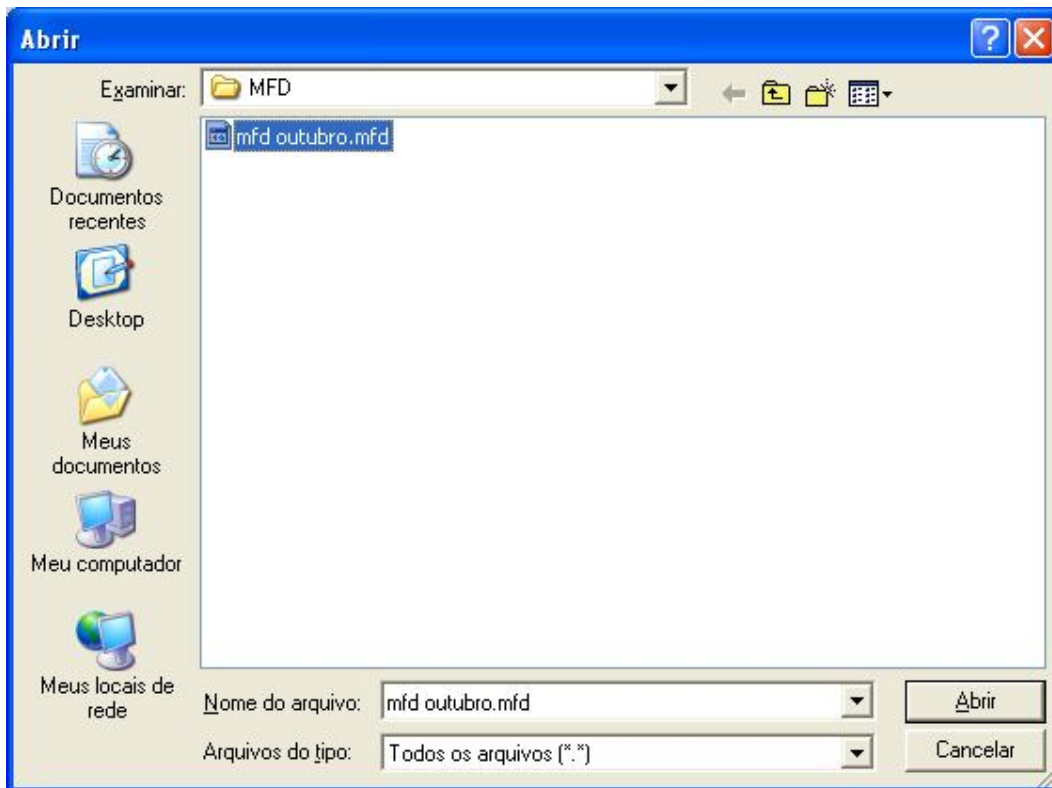 Abrir
Examinar:
MFD
mfd outubro.mfd
Documentos
recentes
Desktop
Meus
documentos
Meu computador
Meus locais de
rede
Nome do arquivo:
mfd outubro.mfd
Abrir
Arquivos do tipo:
Todos os arquivos (*.*)
Cancelar